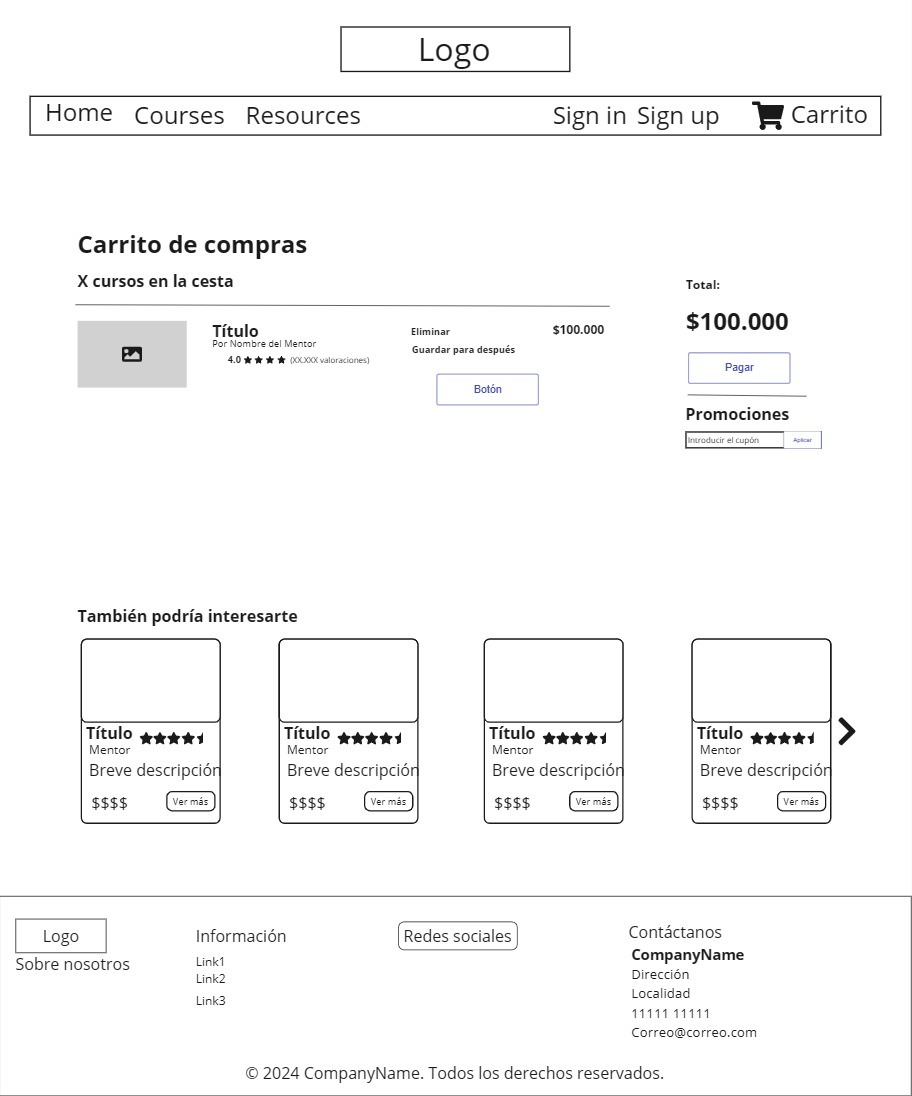 Logo
Home Courses Resources Sign in Sign up Carrito
Carrito de compras
X cursos en la cesta
Título
Por Nombre del Mentor
4.0 (XX.XXX valoraciones)
Eliminar
Guardar para después
$100.000
Botón
Total:
$100.000
Pagar
Promociones
Introducir el cupón Aplicar
También podría interesarte
Título
Mentor
Breve descripción
$$$$ Ver más
Título
Mentor
Breve descripción
$$$$ Ver más
Título
Mentor
Breve descripción
$$$$ Ver más
Título
Mentor
Breve descripción
$$$$ Ver más
Logo
Sobre nosotros
Información
Link1
Link2
Link3
Redes sociales
Contáctanos
CompanyName
Dirección
Localidad
11111 11111
Correo@correo.com
© 2024 CompanyName. Todos los derechos reservados.